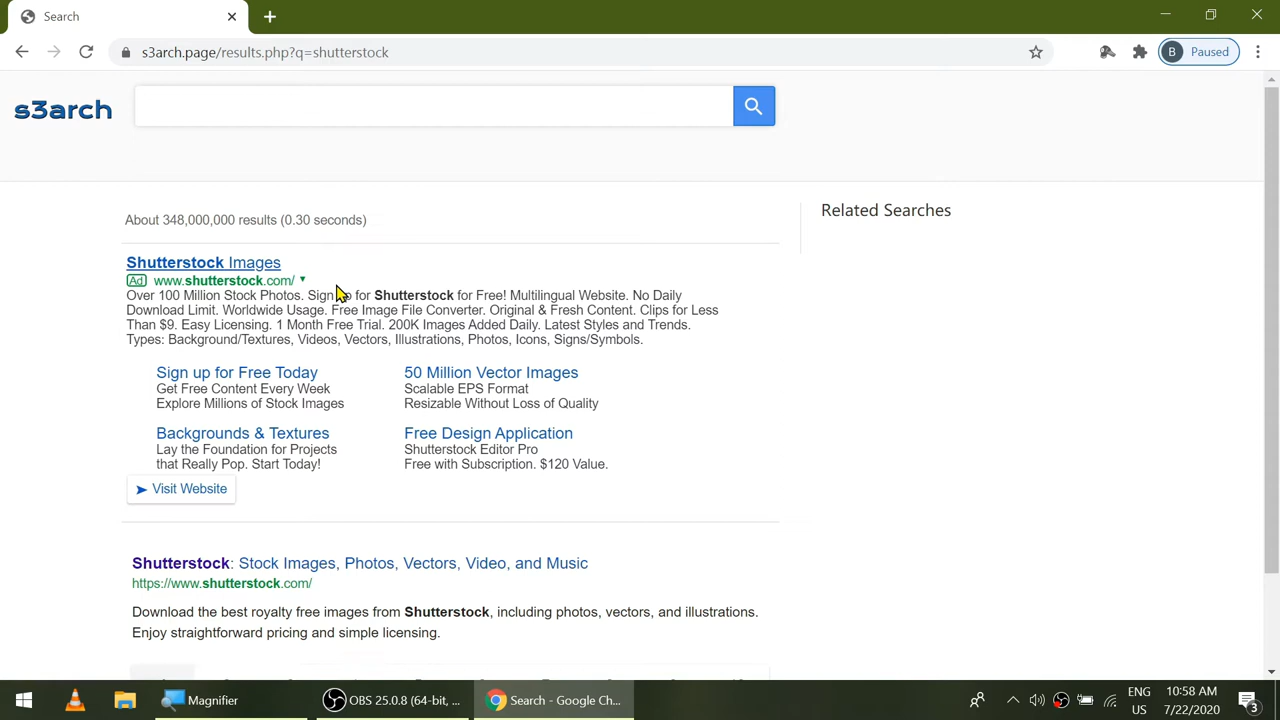 Search
s3arch.page/results.php?q=shutterstock
B Paused
s3arch
About 348,000,000 results (0.30 seconds)
Related Searches
Shutterstock Images
Ad www.shutterstock.com/
Over 100 Million Stock Photos. Sign for Shutterstock for Free! Multilingual Website. No Daily
Download Limit. Worldwide Usage. Free Image File Converter. Original & Fresh Content. Clips for Less
Than $9. Easy Licensing. 1 Month Free Trial. 200K Images Added Daily. Latest Styles and Trends.
Types: Background/Textures, Videos, Vectors, Illustrations, Photos, Icons, Signs/Symbols.
Sign up for Free Today
Get Free Content Every Week
Explore Millions of Stock Images
50 Million Vector Images
Scalable EPS Format
Resizable Without Loss of Quality
Backgrounds & Textures
Lay the Foundation for Projects
that Really Pop. Start Today!
Free Design Application
Shutterstock Editor Pro
Free with Subscription. $120 Value.
Visit Website
Shutterstock: Stock Images, Photos, Vectors, Video, and Music
https://www.shutterstock.com/
Download the best royalty free images from Shutterstock, including photos, vectors, and illustrations.
Enjoy straightforward pricing and simple licensing.
Magnifier
OBS 25.0.8 (64-bit, ...
Search - Google Ch...
ENG
US
10:58 AM
7/22/2020
3